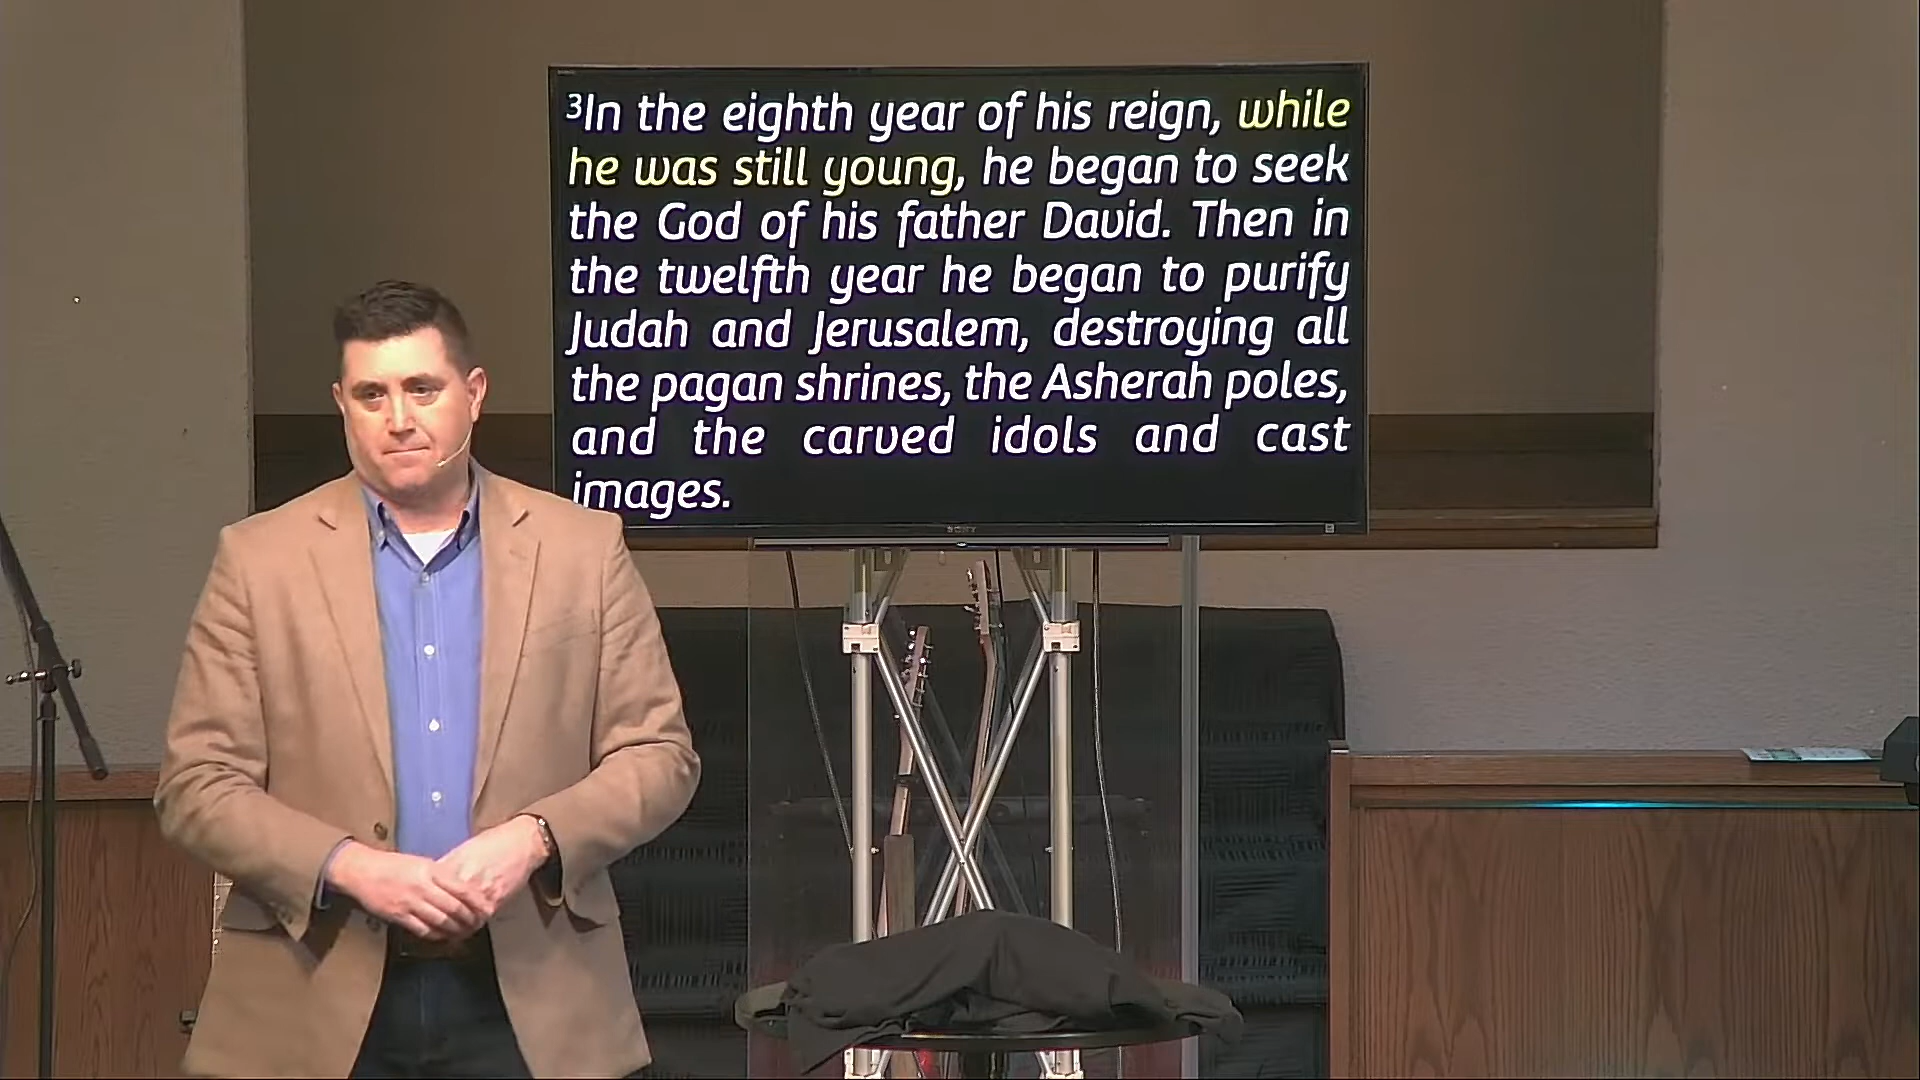 ³In the eighth year of his reign, while
he was still young, he began to seek
the God of his father David. Then in
the twelfth year he began to purify
Judah and Jerusalem, destroying all
the pagan shrines, the Asherah poles,
and the carved idols and cast
images.
SONY